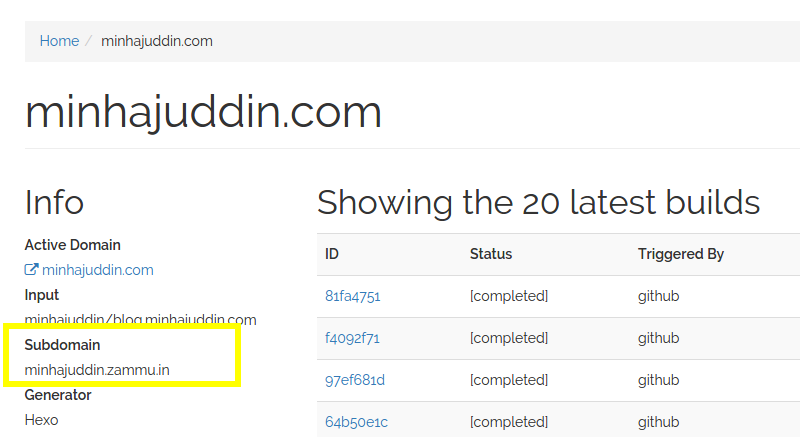 Home / minhajuddin.com
minhajuddin.com
Info
Active Domain
minhajuddin.com
Input
minhajuddin/blog.minhajuddin.com
Subdomain
minhajuddin.zammu.in
Generator
Hexo
Showing the 20 latest builds
ID Status Triggered By
81fa4751 [completed] github
f4092f71 [completed] github
97ef681d [completed] github
64b50e1c [completed] github